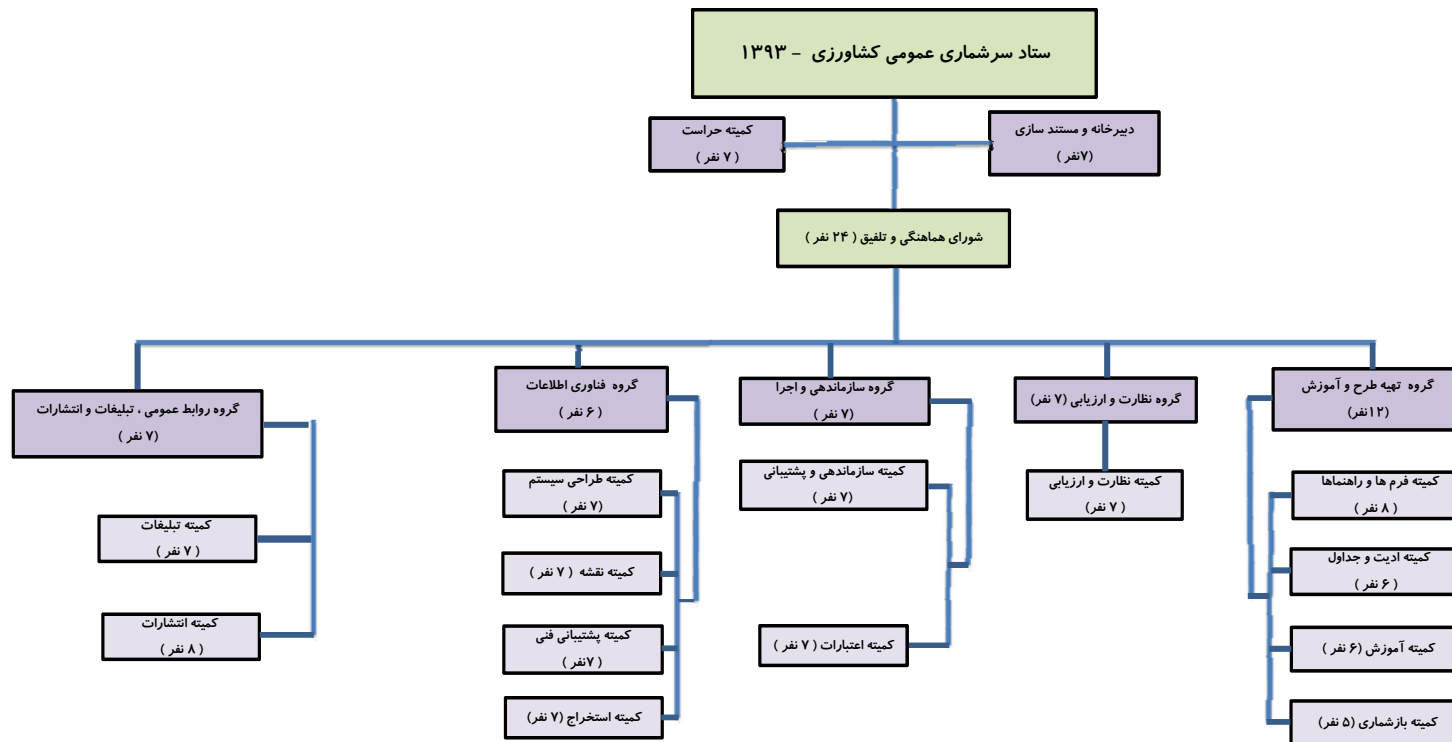 ستاد سرشماری عمومی کشاورزی - ۱۳۹۳
دبیرخانه و مستند سازی
(۷نفر )
کمیته حراست
( ۷ نفر )
شورای هماهنگی و تلفیق ( ۲۴ نفر )
گروه تهیه طرح و آموزش
(۱۲نفر)
کمیته فرم ها و راهنماها
( ۸ نفر )
کمیته ادیت و جداول
( ۶ نفر )
کمیته آموزش (۶ نفر )
کمیته بازشماری (۵ نفر)
گروه نظارت و ارزیابی (۷ نفر)
کمیته نظارت و ارزیابی
( ۷ نفر )
گروه سازماندهی و اجرا
(۷ نفر )
کمیته سازماندهی و پشتیبانی
(۷ نفر )
کمیته اعتبارات ( ۷ نفر )
گروه فناوری اطلاعات
( ۶ نفر )
کمیته طراحی سیستم
(۷ نفر )
کمیته نقشه ( ۷ نفر )
کمیته پشتیبانی فنی
(۷نفر )
کمیته استخراج (۷ نفر)
گروه روابط عمومی ، تبلیغات و انتشارات
(۷ نفر )
کمیته تبلیغات
( ۷ نفر )
کمیته انتشارات
( ۸ نفر )